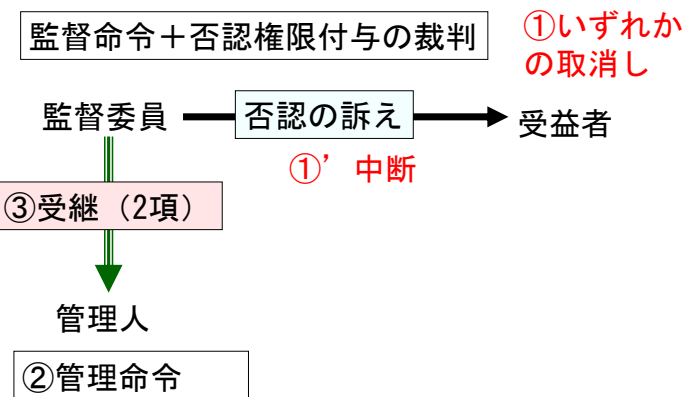 監督命令＋否認権限付与の裁判
①いずれか
の取消し
監督委員
否認の訴え
受益者
①’中断
③受継（2項）
管理人
②管理命令